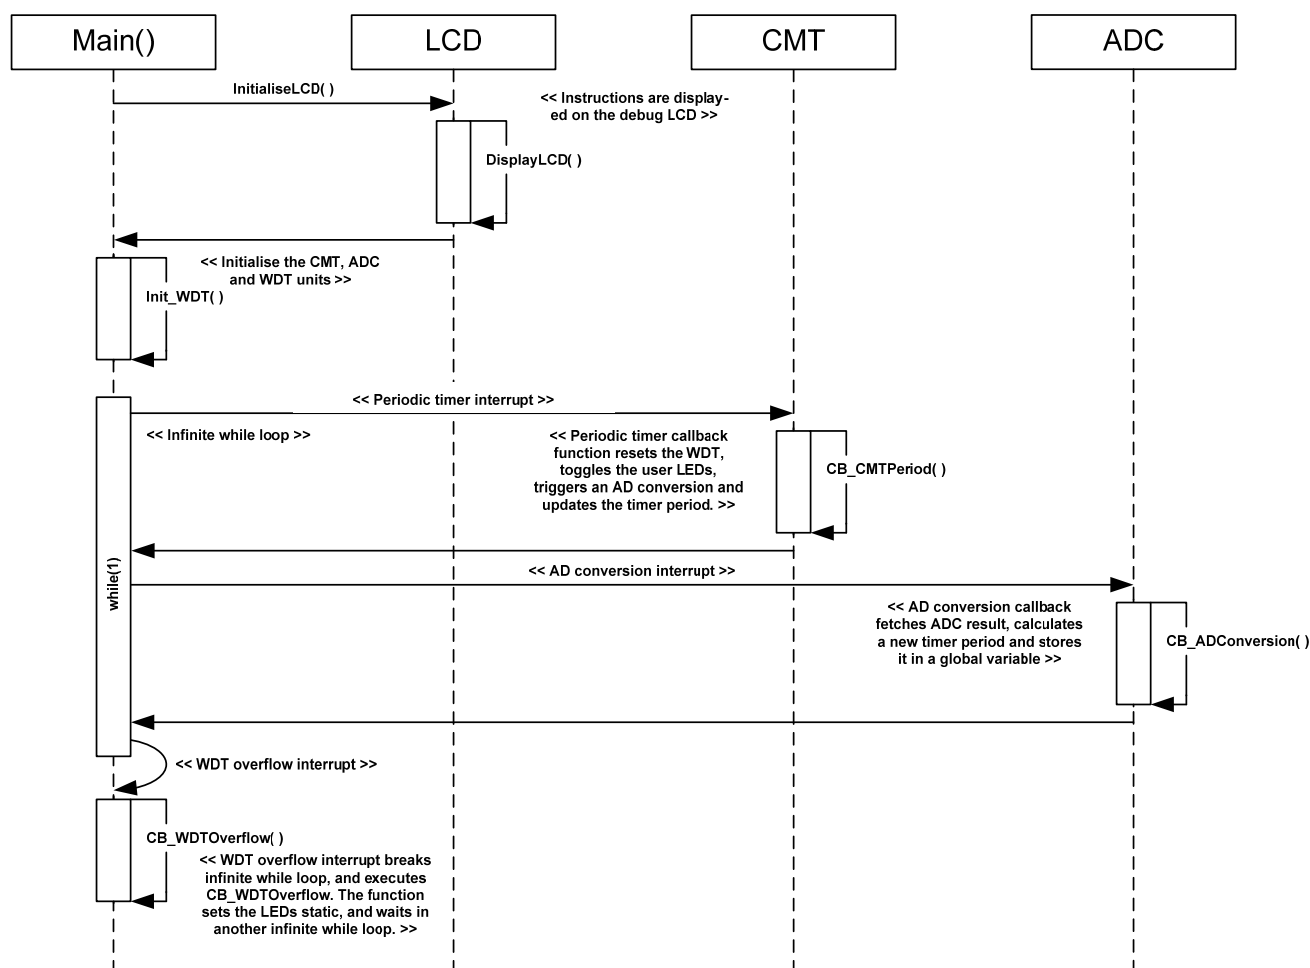 Main()
LCD
CMT
ADC
InitialiseLCD( )
<< Instructions are display-
ed on the debug LCD >>
DisplayLCD( )
<< Initialise the CMT, ADC
and WDT units >>
Init_WDT( )
<< Periodic timer interrupt >>
<< Infinite while loop >>
<< Periodic timer callback
function resets the WDT,
toggles the user LEDs,
triggers an AD conversion and
updates the timer period. >>
CB_CMTPeriod( )
while(1)
<< AD conversion interrupt >>
<< AD conversion callback
fetches ADC result, calculates
a new timer period and stores
it in a global variable >>
CB_ADConversion( )
<< WDT overflow interrupt >>
CB_WDTOverflow( )
<< WDT overflow interrupt breaks
infinite while loop, and executes
CB_WDTOverflow. The function
sets the LEDs static, and waits in
another infinite while loop. >>